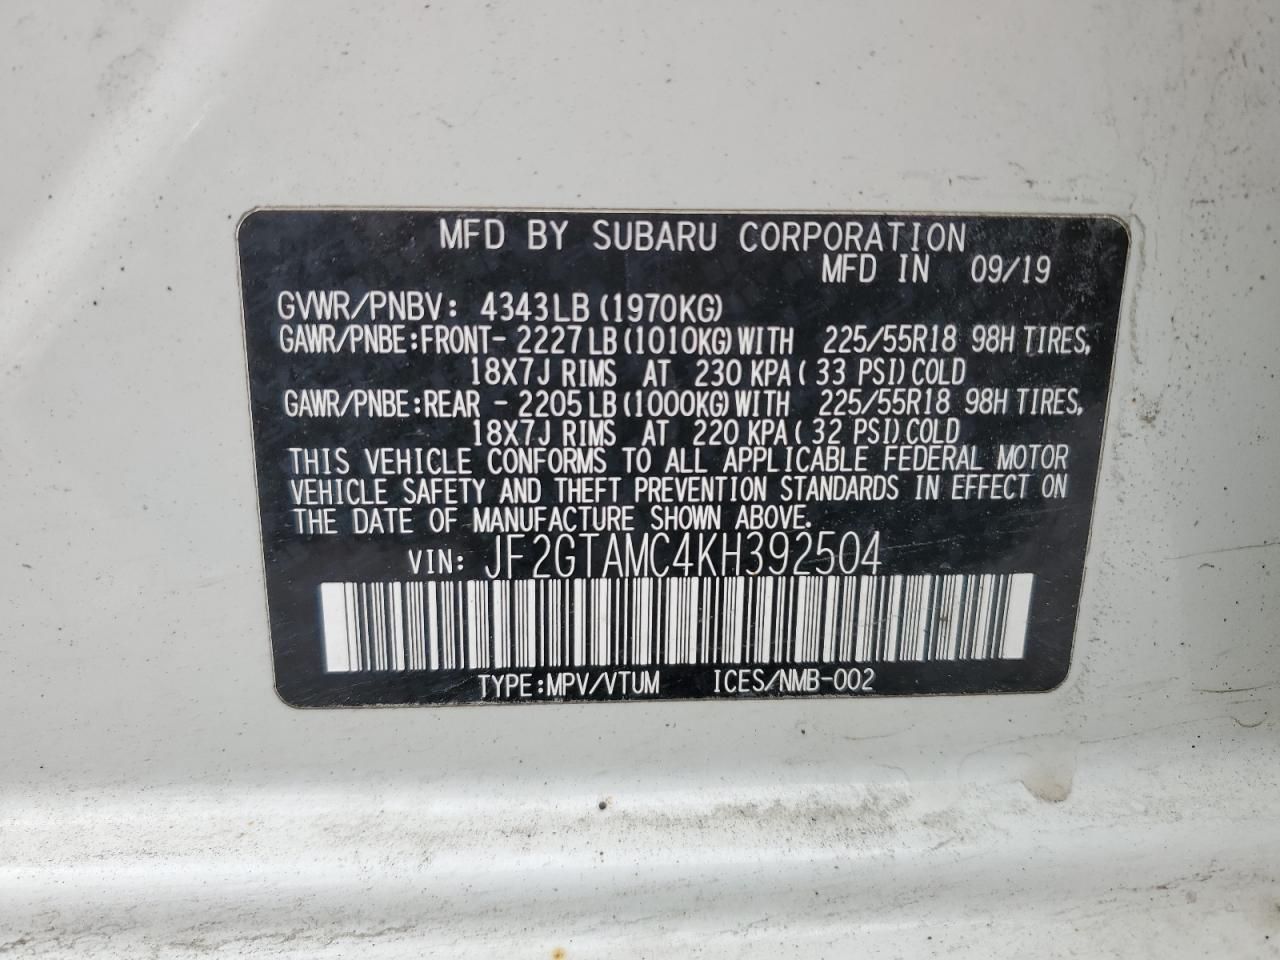 MFD BY SUBARU CORPORATION
MFD IN 09/19
GVWR/PNBV: 4343LB (1970KG)
GAWR/PNBE:FRONT- 2227LB (1010KG) WITH 225/55R18 98H TIRES,
18X7J RIMS AT 230 KPA ( 33 PSI) COLD
GAWR/PNBE:REAR - 2205LB (1000KG) WITH 225/55R18 98H TIRES,
18X7J RIMS AT 220 KPA ( 32 PSI) COLD
THIS VEHICLE CONFORMS TO ALL APPLICABLE FEDERAL MOTOR
VEHICLE SAFETY AND THEFT PREVENTION STANDARDS IN EFFECT ON
THE DATE OF MANUFACTURE SHOWN ABOVE.
VIN: JF2GTAMC4KH392504
TYPE:MPV/VTUM ICES/NMB-002